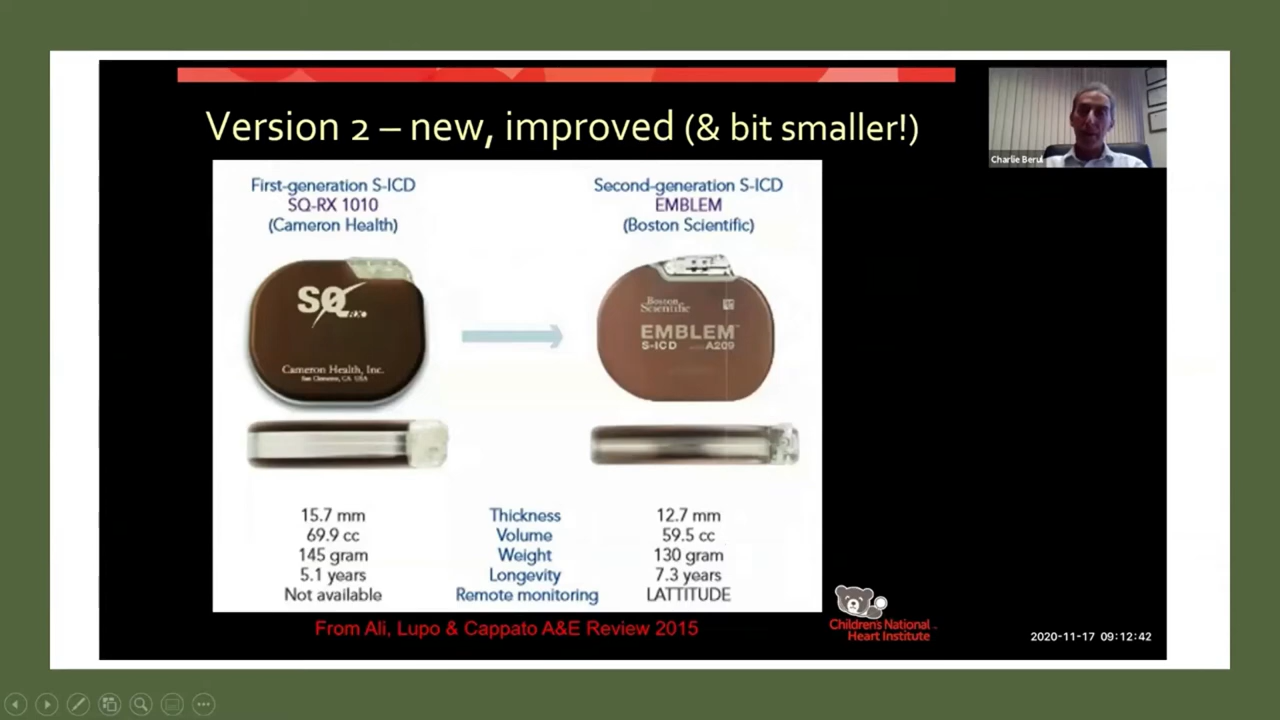 Version 2 – new, improved (& bit smaller!)
Charlie Berul
First-generation S-ICD
SQ-RX 1010
(Cameron Health)
Second-generation S-ICD
EMBLEM
(Boston Scientific)
SQ RX
Cameron Health, Inc.
San Clemente, CA USA
Boston
Scientific
EMBLEM™
S-ICD A209
15.7 mm Thickness 12.7 mm
69.9 cc Volume 59.5 cc
145 gram Weight 130 gram
5.1 years Longevity 7.3 years
Not available Remote monitoring LATTITUDE
From Ali, Lupo & Cappato A&E Review 2015
Children's National
Heart Institute
2020-11-17 09:12:42